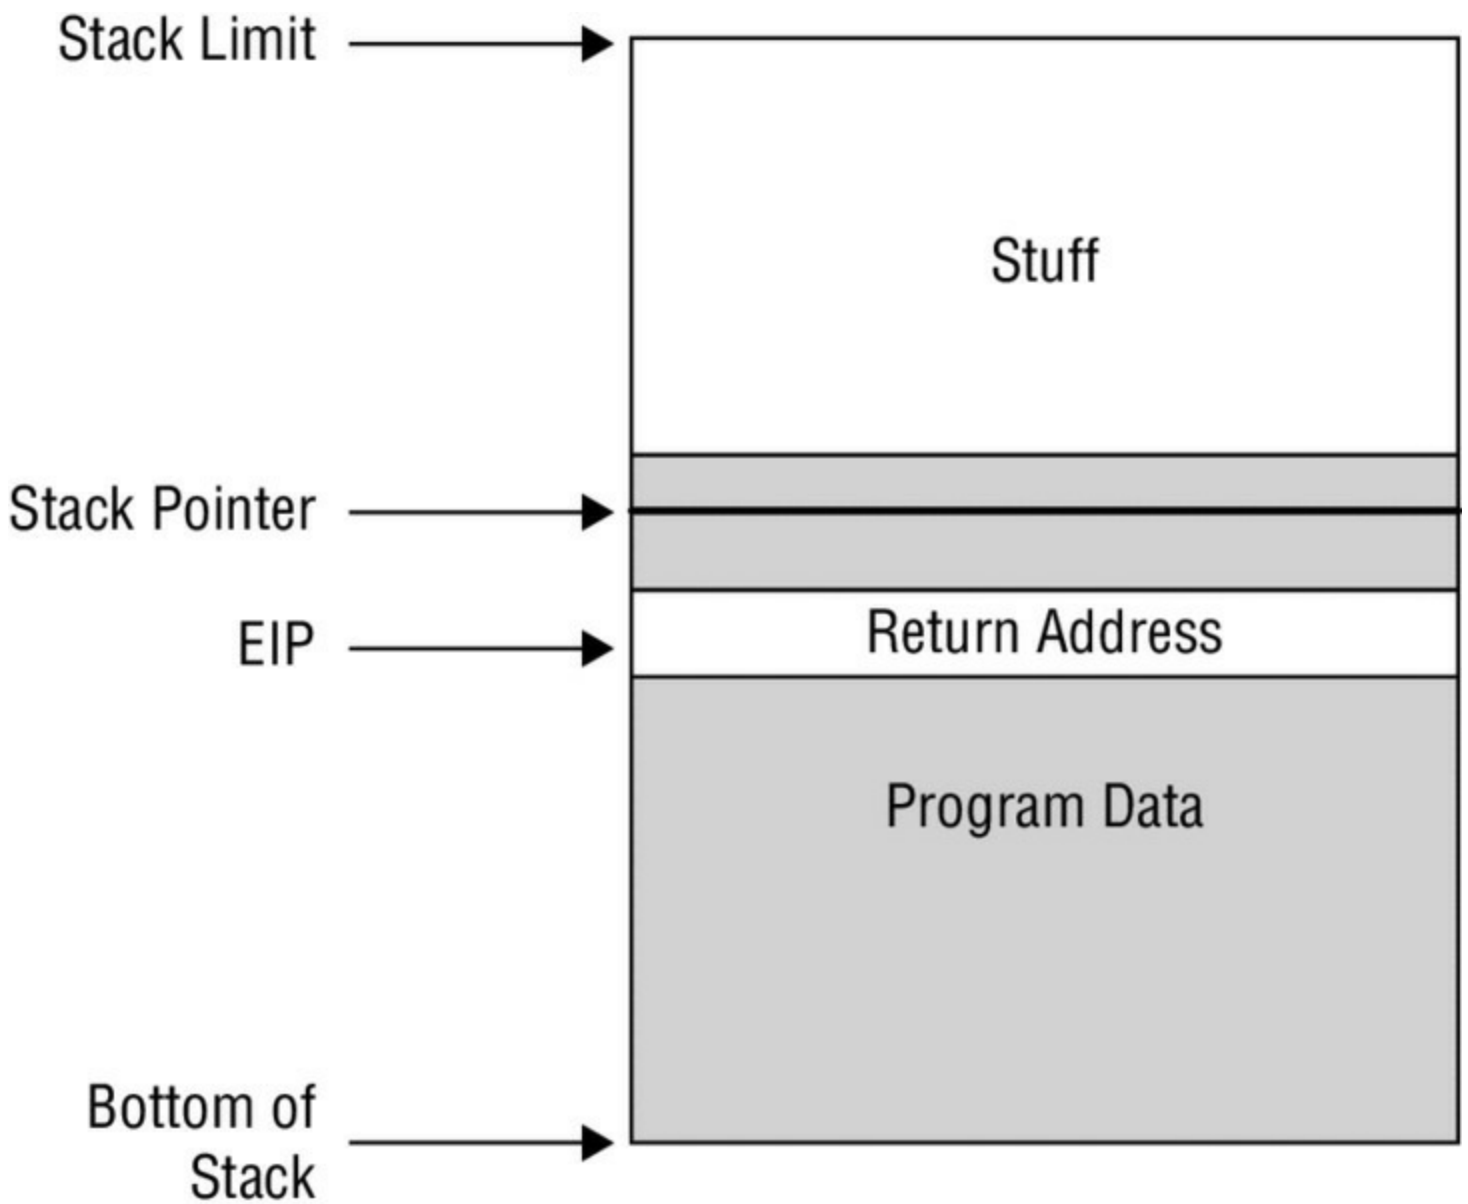 Stack Limit
Stuff
Stack Pointer
EIP
Return Address
Program Data
Bottom of
Stack